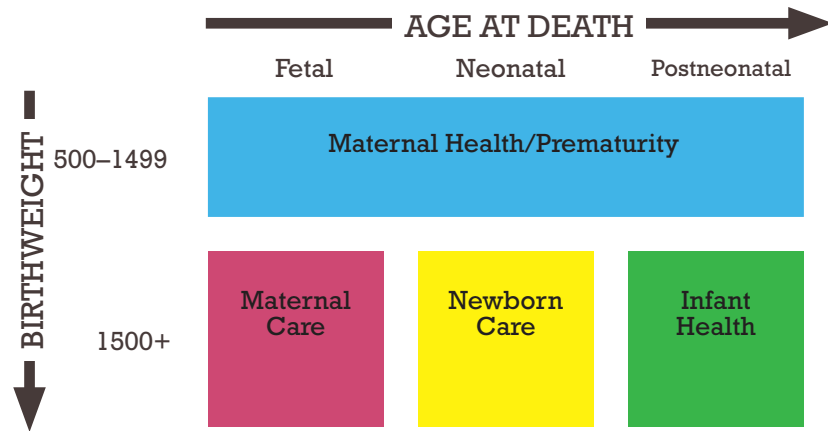 AGE AT DEATH
Fetal Neonatal Postneonatal
BIRTHWEIGHT
500–1499
Maternal Health/Prematurity
1500+
Maternal
Care
Newborn
Care
Infant
Health